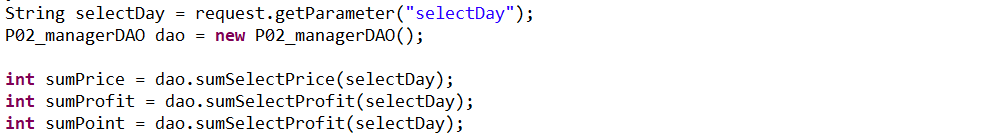 String selectDay = request.getParameter("selectDay");
P02_managerDAO dao = new P02_managerDAO();
int sumPrice = dao.sumSelectPrice(selectDay);
int sumProfit = dao.sumSelectProfit(selectDay);
int sumPoint = dao.sumSelectProfit(selectDay);